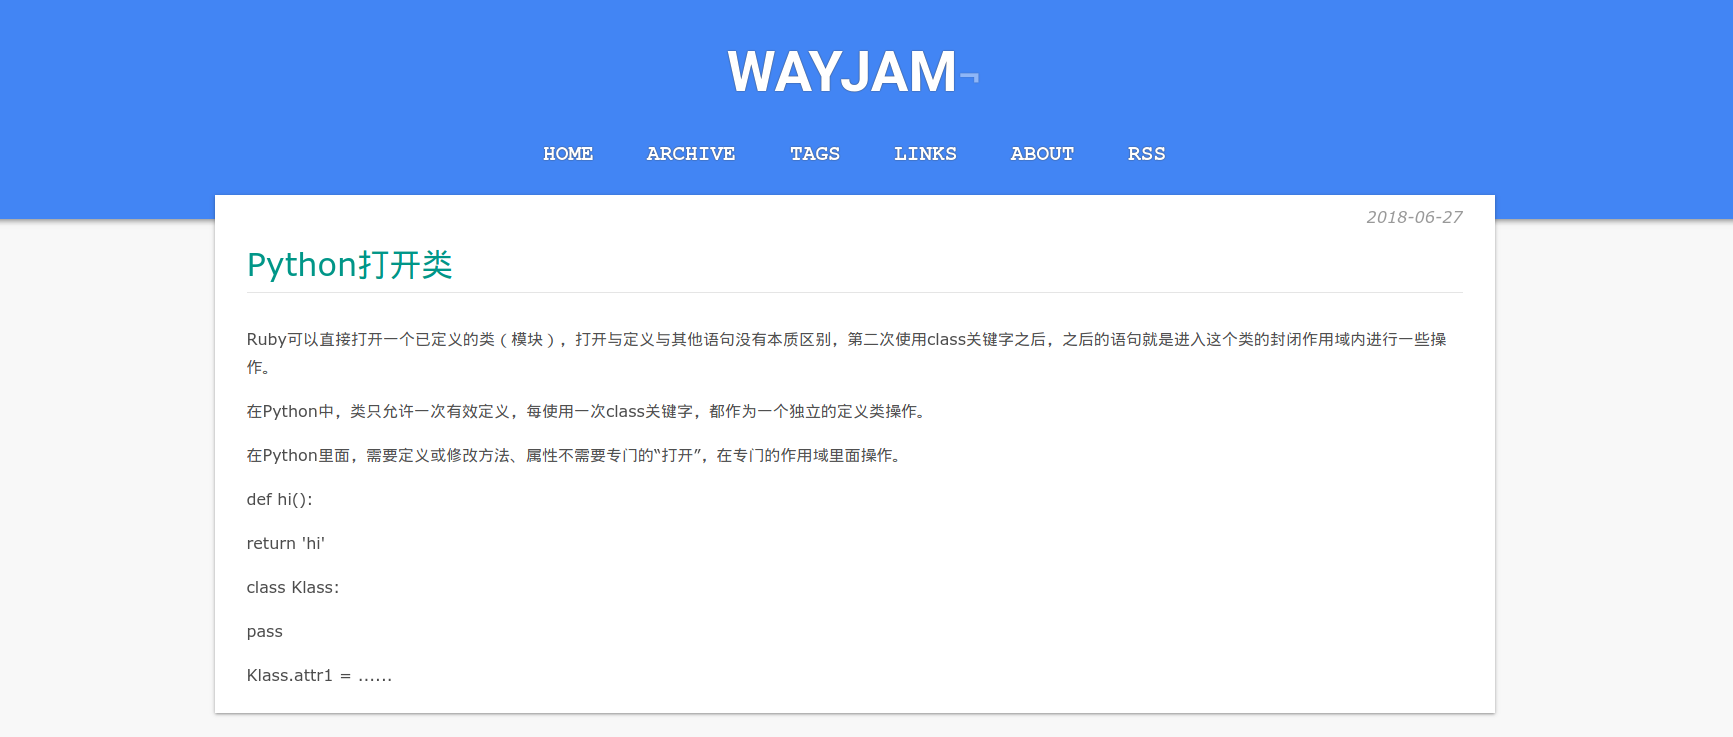 WAYJAM¬
HOME ARCHIVE TAGS LINKS ABOUT RSS
2018-06-27
Python打开类
Ruby可以直接打开一个已定义的类（模块），打开与定义与其他语句没有本质区别，第二次使用class关键字之后，之后的语句就是进入这个类的封闭作用域内进行一些操
作。
在Python中，类只允许一次有效定义，每使用一次class关键字，都作为一个独立的定义类操作。
在Python里面，需要定义或修改方法、属性不需要专门的“打开”，在专门的作用域里面操作。
def hi():
return 'hi'
class Klass:
pass
Klass.attr1 = ......